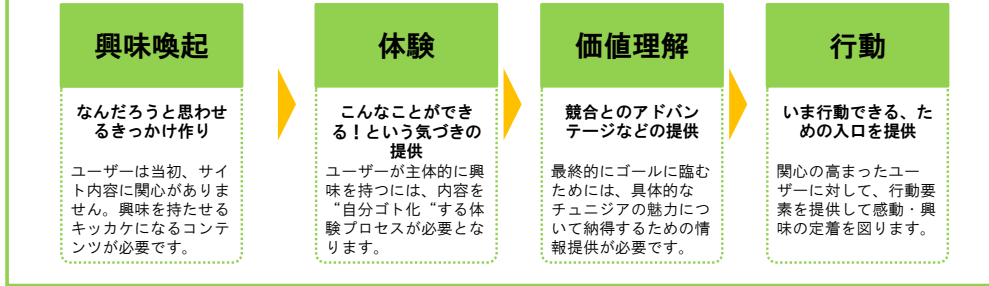 興味喚起
なんだろうと思わせ
るきっかけ作り
ユーザーは当初、サイ
ト内容に関心がありま
せん。興味を持たせる
キッカケになるコンテ
ンツが必要です。
体験
こんなことができ
る！という気づきの
提供
ユーザーが主体的に興
味を持つには、内容を
“自分ゴト化“する体
験プロセスが必要とな
ります。
価値理解
競合とのアドバン
テージなどの提供
最終的にゴールに臨む
ためには、具体的な
チュニジアの魅力につ
いて納得するための情
報提供が必要です。
行動
いま行動できる、た
めの入口を提供
関心の高まったユー
ザーに対して、行動要
素を提供して感動・興
味の定着を図ります。